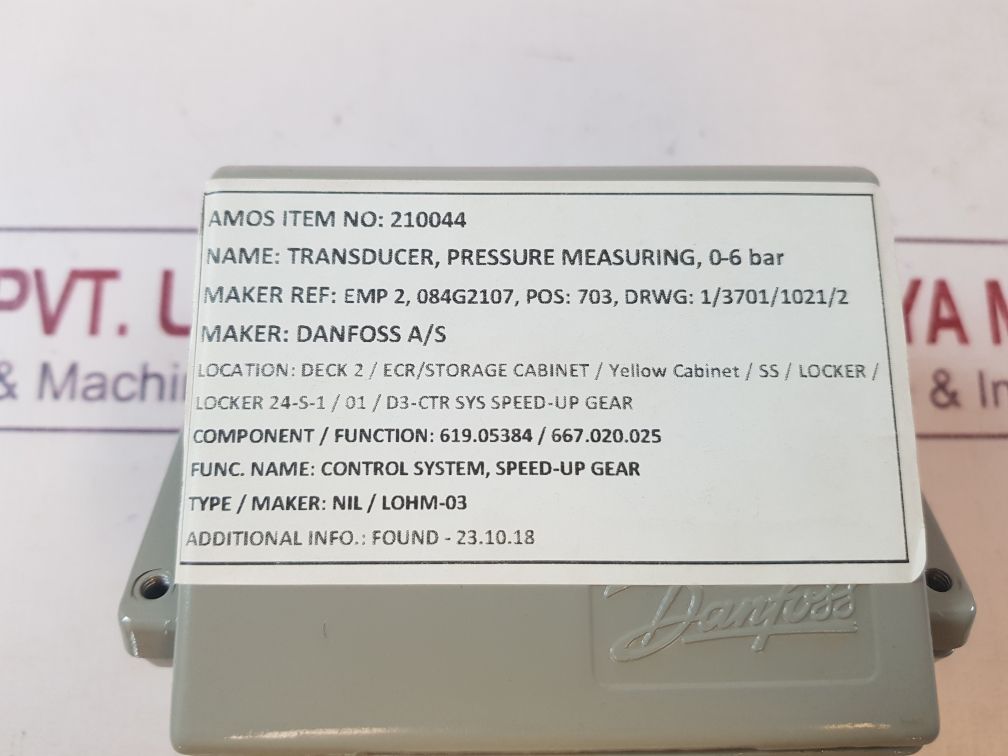 AMOS ITEM NO: 210044
NAME: TRANSDUCER, PRESSURE MEASURING, 0-6 bar
MAKER REF: EMP 2, 084G2107, POS: 703, DRWG: 1/3701/1021/2
MAKER: DANFOSS A/S
LOCATION: DECK 2 / ECR/STORAGE CABINET / Yellow Cabinet / SS / LOCKER /
LOCKER 24-S-1 / 01 / D3-CTR SYS SPEED-UP GEAR
COMPONENT / FUNCTION: 619.05384 / 667.020.025
FUNC. NAME: CONTROL SYSTEM, SPEED-UP GEAR
TYPE / MAKER: NIL / LOHM-03
ADDITIONAL INFO.: FOUND - 23.10.18
Danfoss
PVT.
& Machin
& In